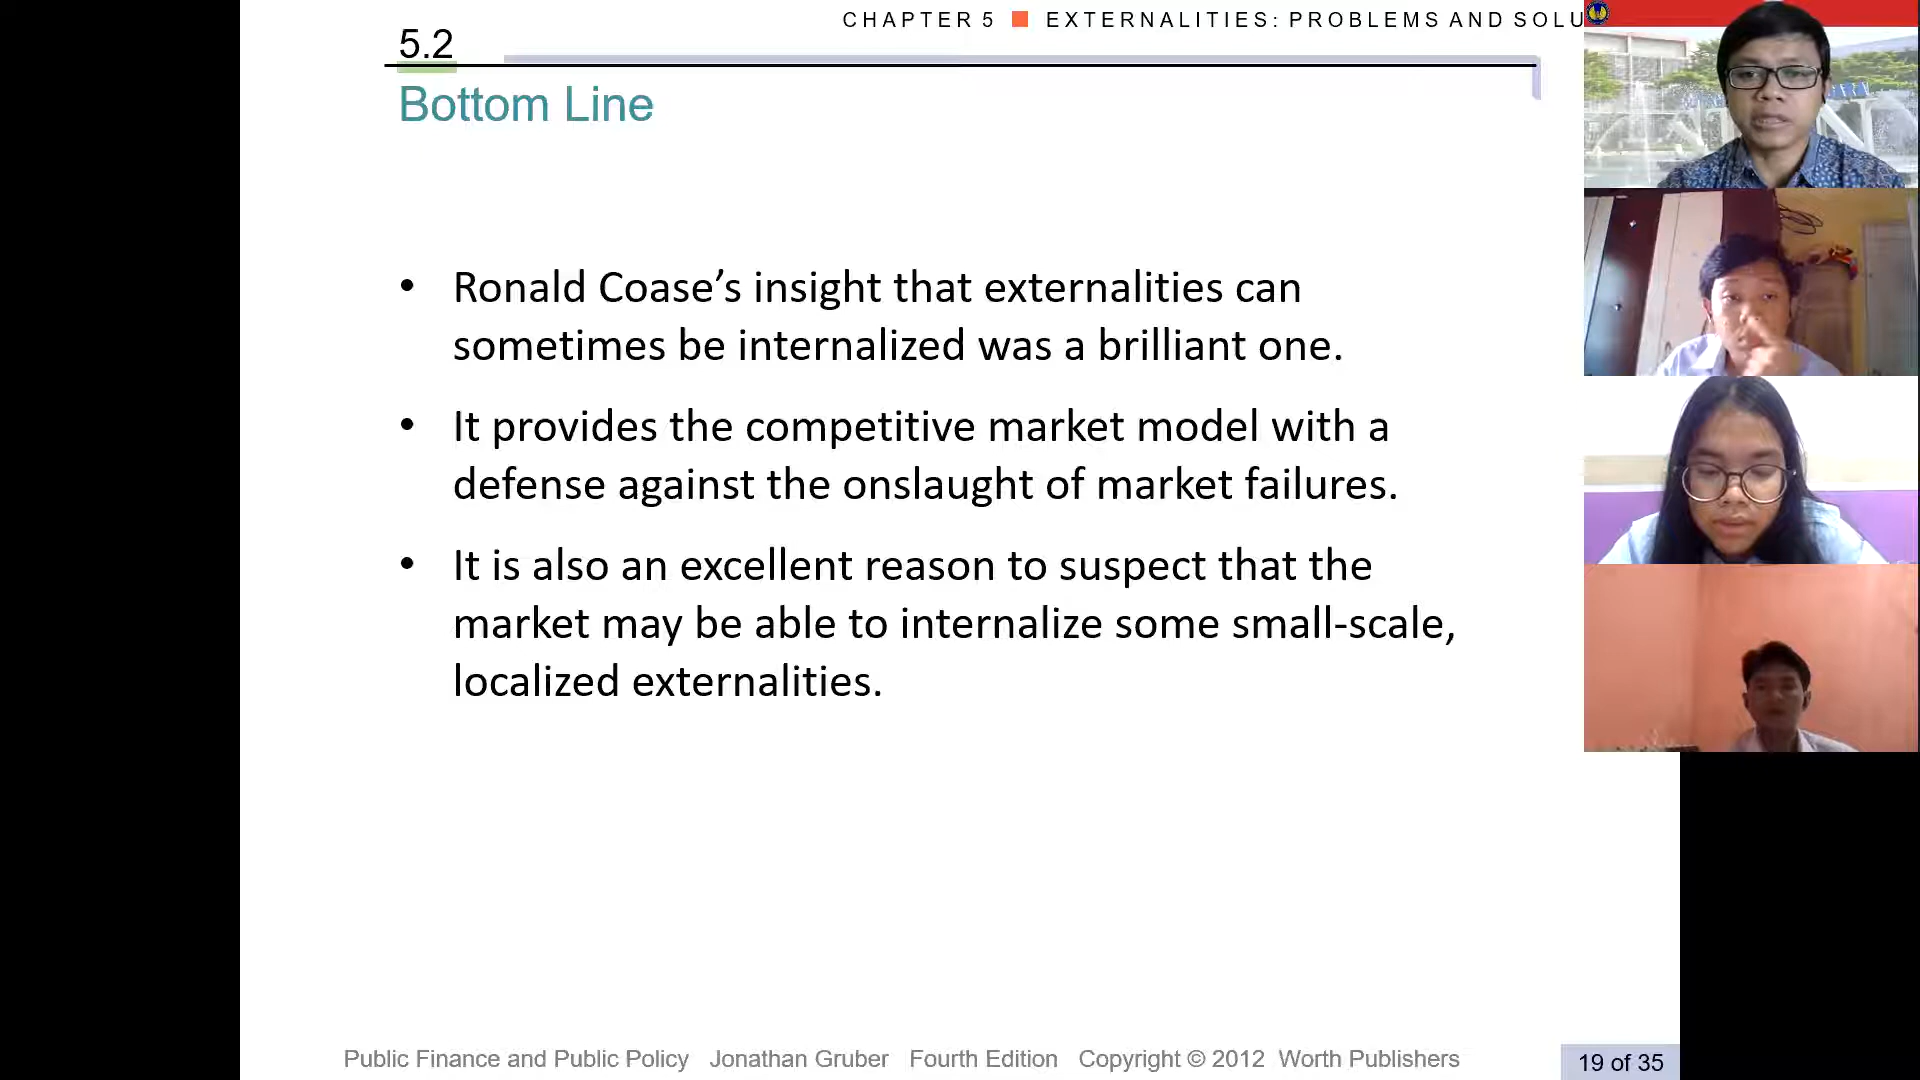 CHAPTER 5 ■ EXTERNALITIES: PROBLEMS AND SOLU
5.2
Bottom Line
• Ronald Coase’s insight that externalities can
sometimes be internalized was a brilliant one.
• It provides the competitive market model with a
defense against the onslaught of market failures.
• It is also an excellent reason to suspect that the
market may be able to internalize some small-scale,
localized externalities.
Public Finance and Public Policy Jonathan Gruber Fourth Edition Copyright © 2012 Worth Publishers
19 of 35